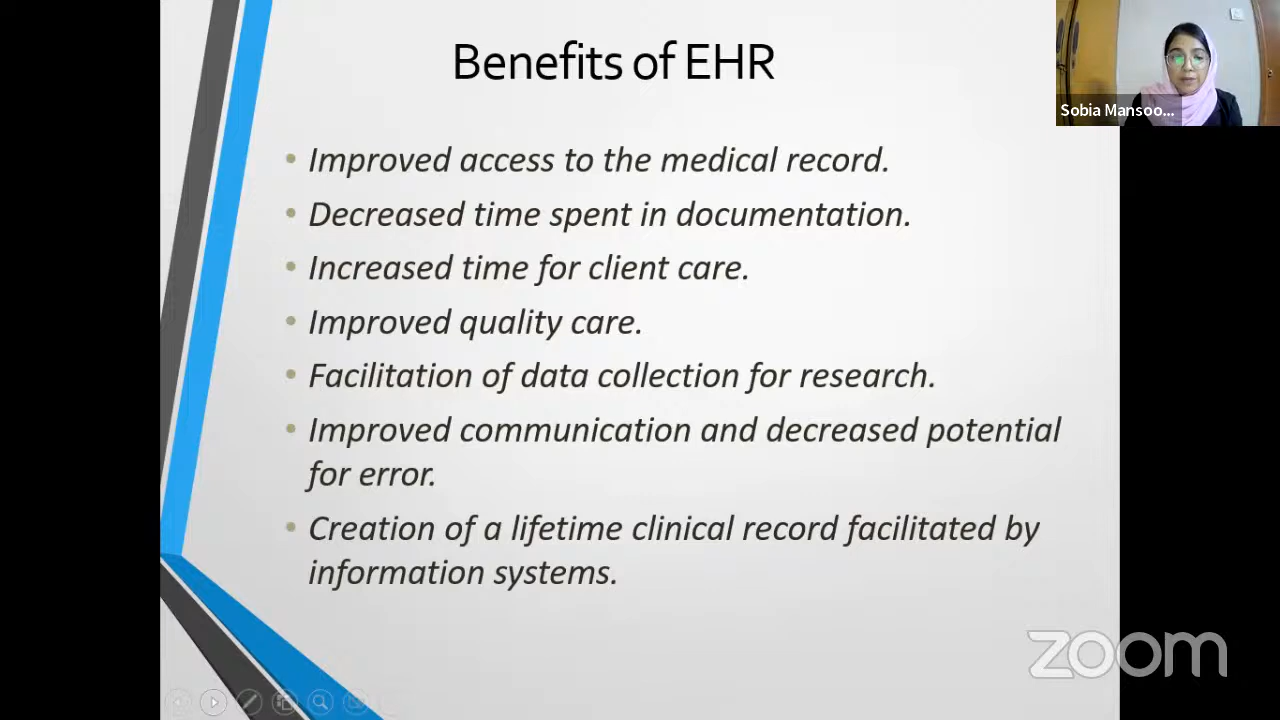 Benefits of EHR
Sobia Mansoo...
• Improved access to the medical record.
• Decreased time spent in documentation.
• Increased time for client care.
• Improved quality care.
• Facilitation of data collection for research.
• Improved communication and decreased potential
for error.
• Creation of a lifetime clinical record facilitated by
information systems.
zoom